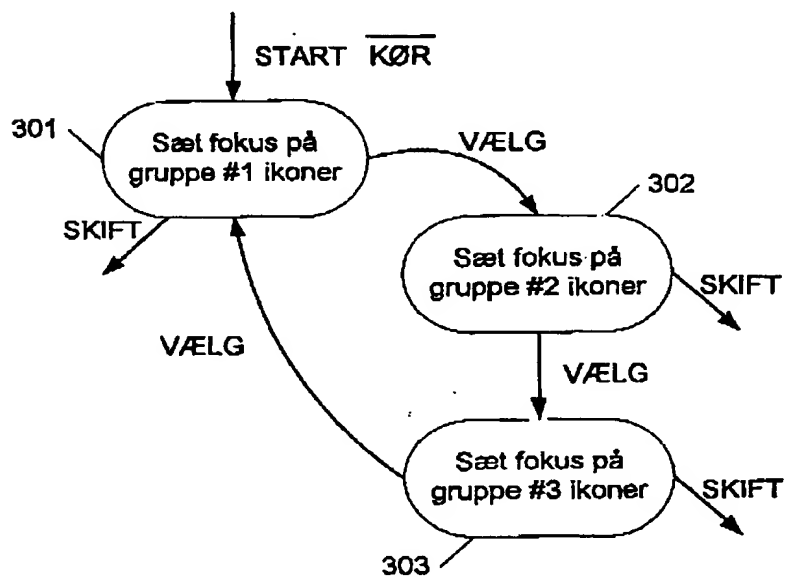 START KØR
301
Sæt fokus på
gruppe #1 ikoner
VÆLG
302
SKIFT
Sæt fokus på
gruppe #2 ikoner
SKIFT
VÆLG
VÆLG
Sæt fokus på
gruppe #3 ikoner
SKIFT
303